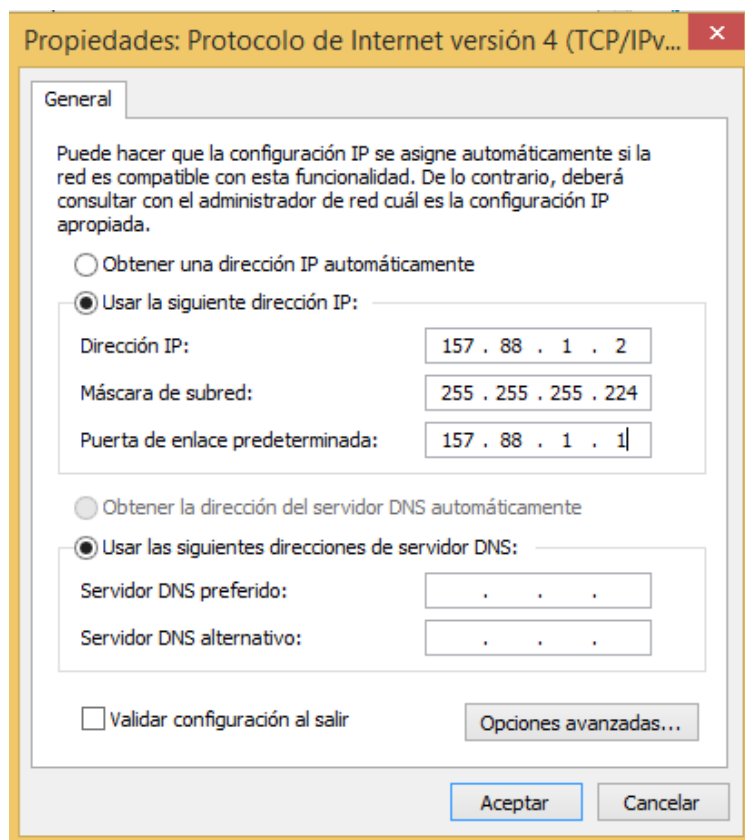 Propiedades: Protocolo de Internet versión 4 (TCP/IPv...
General
Puede hacer que la configuración IP se asigne automáticamente si la
red es compatible con esta funcionalidad. De lo contrario, deberá
consultar con el administrador de red cuál es la configuración IP
apropiada.
Obtener una dirección IP automáticamente
Usar la siguiente dirección IP:
Dirección IP: 157 . 88 . 1 . 2
Máscara de subred: 255 . 255 . 255 . 224
Puerta de enlace predeterminada: 157 . 88 . 1 . 1
Obtener la dirección del servidor DNS automáticamente
Usar las siguientes direcciones de servidor DNS:
Servidor DNS preferido: . . .
Servidor DNS alternativo: . . .
Validar configuración al salir Opciones avanzadas...
Aceptar Cancelar